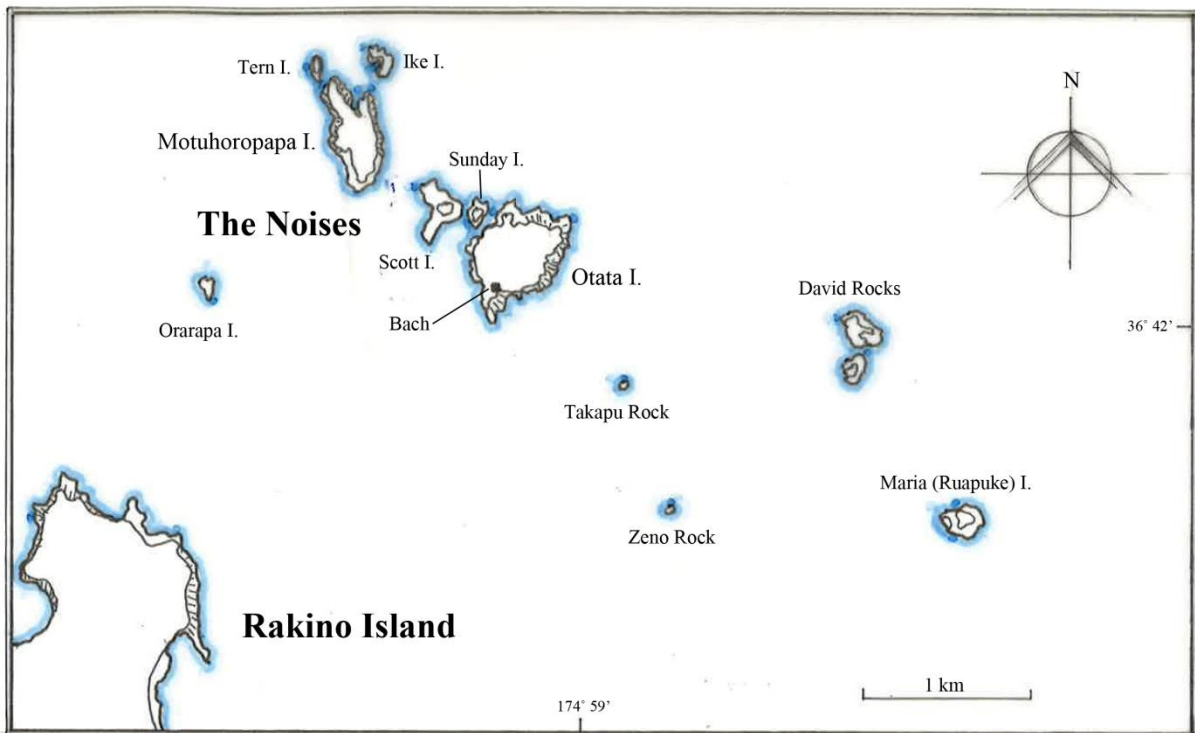 Tern I.
Ike I.
N
Motuhoropapa I.
Sunday I.
The Noises
Scott I.
Otata I.
David Rocks
Orarapa I.
Bach
36° 42'
Takapu Rock
Maria (Ruapuke) I.
Zeno Rock
Rakino Island
1 km
174° 59'